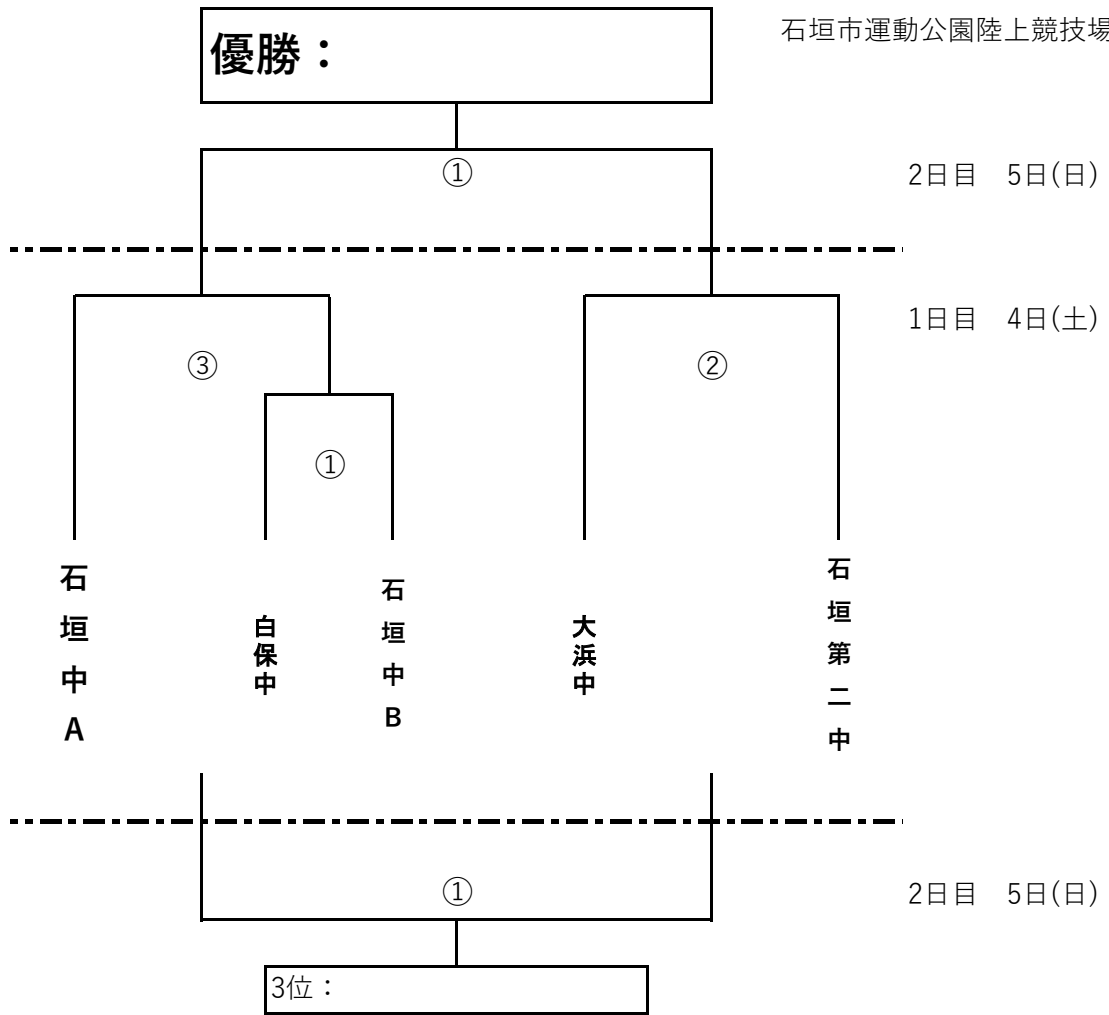 優勝：
石垣市運動公園陸上競技場
①
2日目　5日(日)
1日目　4日(土)
③
②
①
石垣中A
白保中
石垣中B
大浜中
石垣第二中
①
2日目　5日(日)
3位：